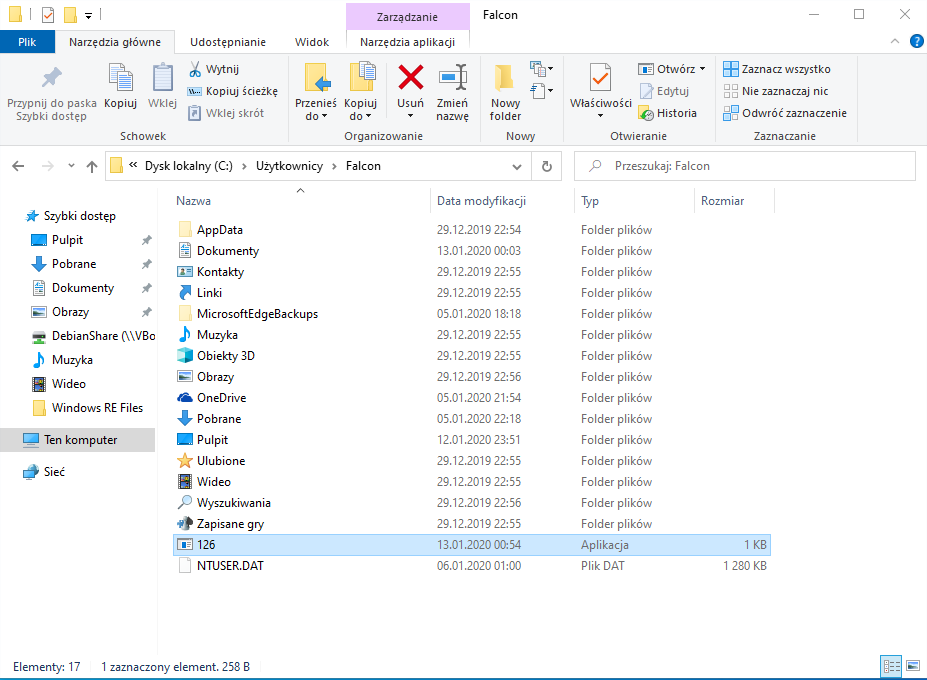 Zarządzanie
Falcon
Plik
Narzędzia główne
Udostępnianie
Widok
Narzędzia aplikacji
Przypnij do paska
Szybki dostęp
Kopiuj
Wklej
Wytnij
Kopiuj ścieżkę
Wklej skrót
Schowek
Przenieś
do
Kopiuj
do
Usuń
Zmień
nazwę
Organizowanie
Nowy
folder
Nowy
Właściwości
Otwórz
Edytuj
Historia
Otwieranie
Zaznacz wszystko
Nie zaznaczaj nic
Odwróć zaznaczenie
Zaznaczanie
« Dysk lokalny (C:) > Użytkownicy > Falcon
Przeszukaj: Falcon
Szybki dostęp
Pulpit
Pobrane
Dokumenty
Obrazy
DebianShare (\\VBo
Muzyka
Wideo
Windows RE Files
Ten komputer
Sieć
Nazwa Data modyfikacji Typ Rozmiar
AppData 29.12.2019 22:54 Folder plików
Dokumenty 13.01.2020 00:03 Folder plików
Kontakty 29.12.2019 22:55 Folder plików
Linki 29.12.2019 22:55 Folder plików
MicrosoftEdgeBackups 05.01.2020 18:18 Folder plików
Muzyka 29.12.2019 22:55 Folder plików
Obiekty 3D 29.12.2019 22:55 Folder plików
Obrazy 29.12.2019 22:56 Folder plików
OneDrive 05.01.2020 21:54 Folder plików
Pobrane 05.01.2020 22:18 Folder plików
Pulpit 12.01.2020 23:51 Folder plików
Ulubione 29.12.2019 22:55 Folder plików
Wideo 29.12.2019 22:55 Folder plików
Wyszukiwania 29.12.2019 22:56 Folder plików
Zapisane gry 29.12.2019 22:55 Folder plików
126 13.01.2020 00:54 Aplikacja 1 KB
NTUSER.DAT 06.01.2020 01:00 Plik DAT 1 280 KB
Elementy: 17
1 zaznaczony element. 258 B